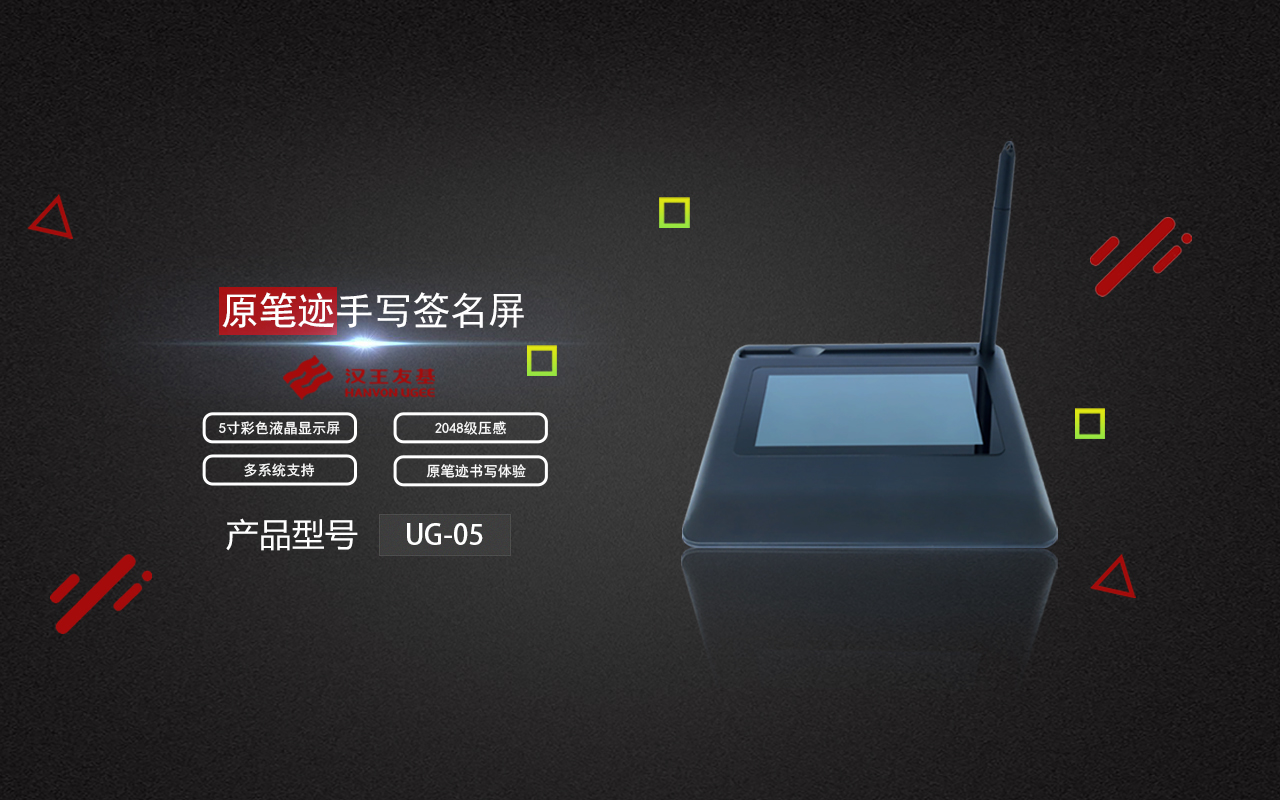 原笔迹手写签名屏
汉王友基
HANVON UGEE
5寸彩色液晶显示屏
2048级压感
多系统支持
原笔迹书写体验
产品型号 UG-05